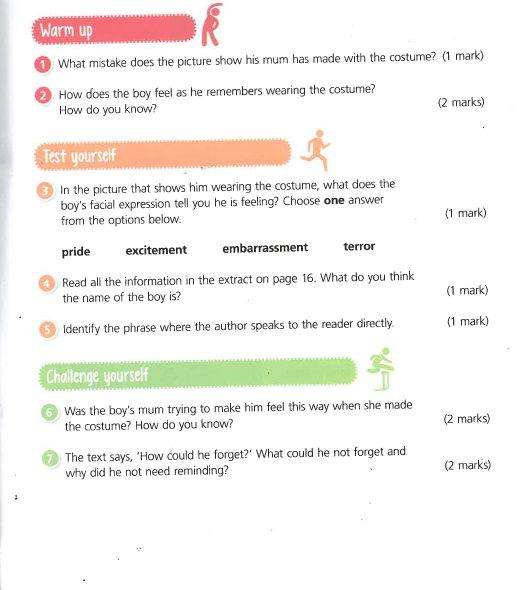 Warm up
1 What mistake does the picture show his mum has made with the costume? (1 mark)
2 How does the boy feel as he remembers wearing the costume?
How do you know? (2 marks)
Test yourself
3 In the picture that shows him wearing the costume, what does the
boy's facial expression tell you he is feeling? Choose one answer
from the options below. (1 mark)
pride excitement embarrassment terror
4 Read all the information in the extract on page 16. What do you think
the name of the boy is? (1 mark)
5 Identify the phrase where the author speaks to the reader directly. (1 mark)
Challenge yourself
6 Was the boy's mum trying to make him feel this way when she made
the costume? How do you know? (2 marks)
7 The text says, 'How could he forget?' What could he not forget and
why did he not need reminding? (2 marks)